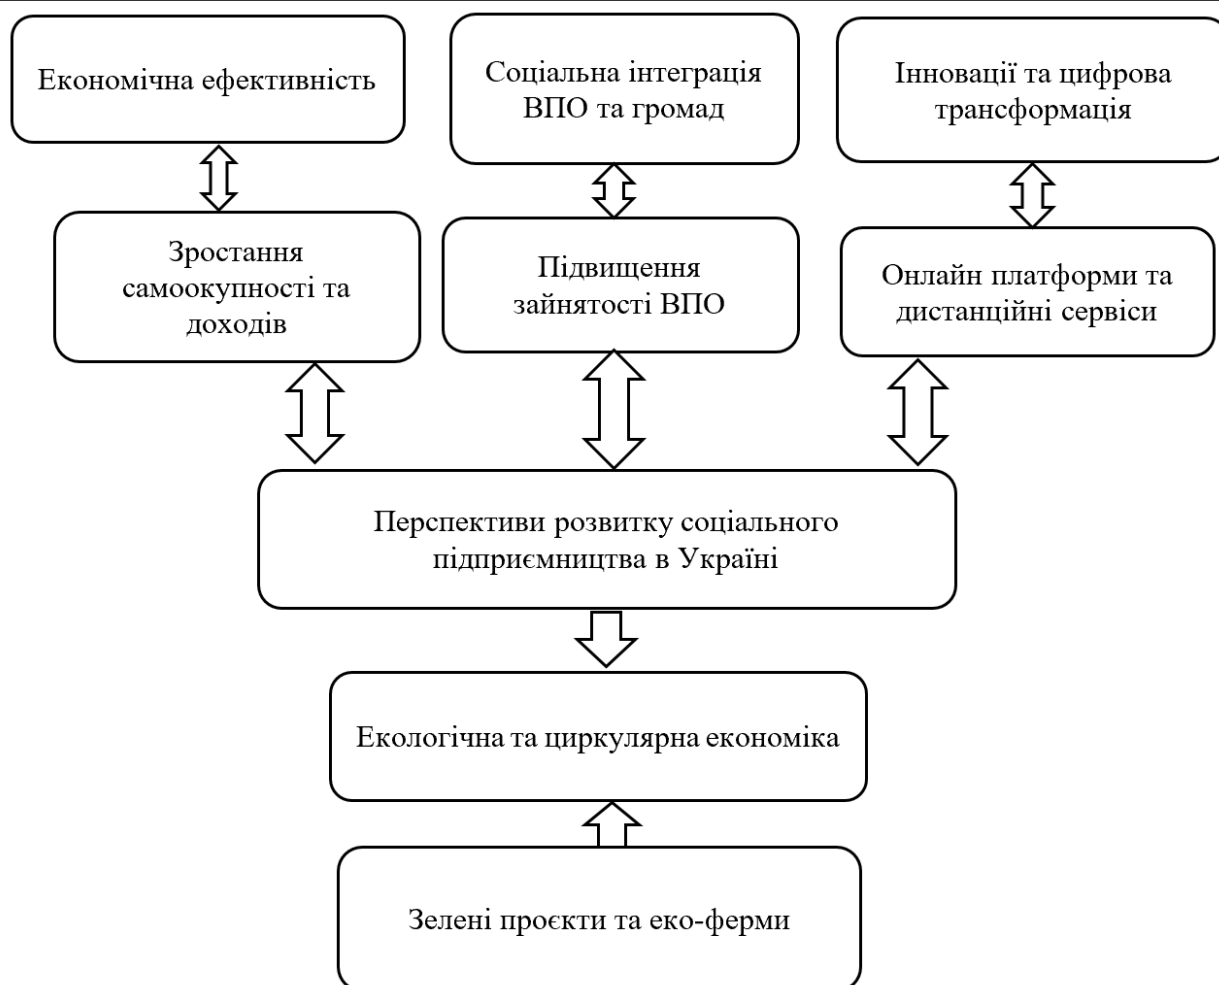 Економічна ефективність
Соціальна інтеграція
ВПО та громад
Інновації та цифрова
трансформація
Зростання
самоокупності та
доходів
Підвищення
зайнятості ВПО
Онлайн платформи та
дистанційні сервіси
Перспективи розвитку соціального
підприємництва в Україні
Екологічна та циркулярна економіка
Зелені проєкти та еко-ферми